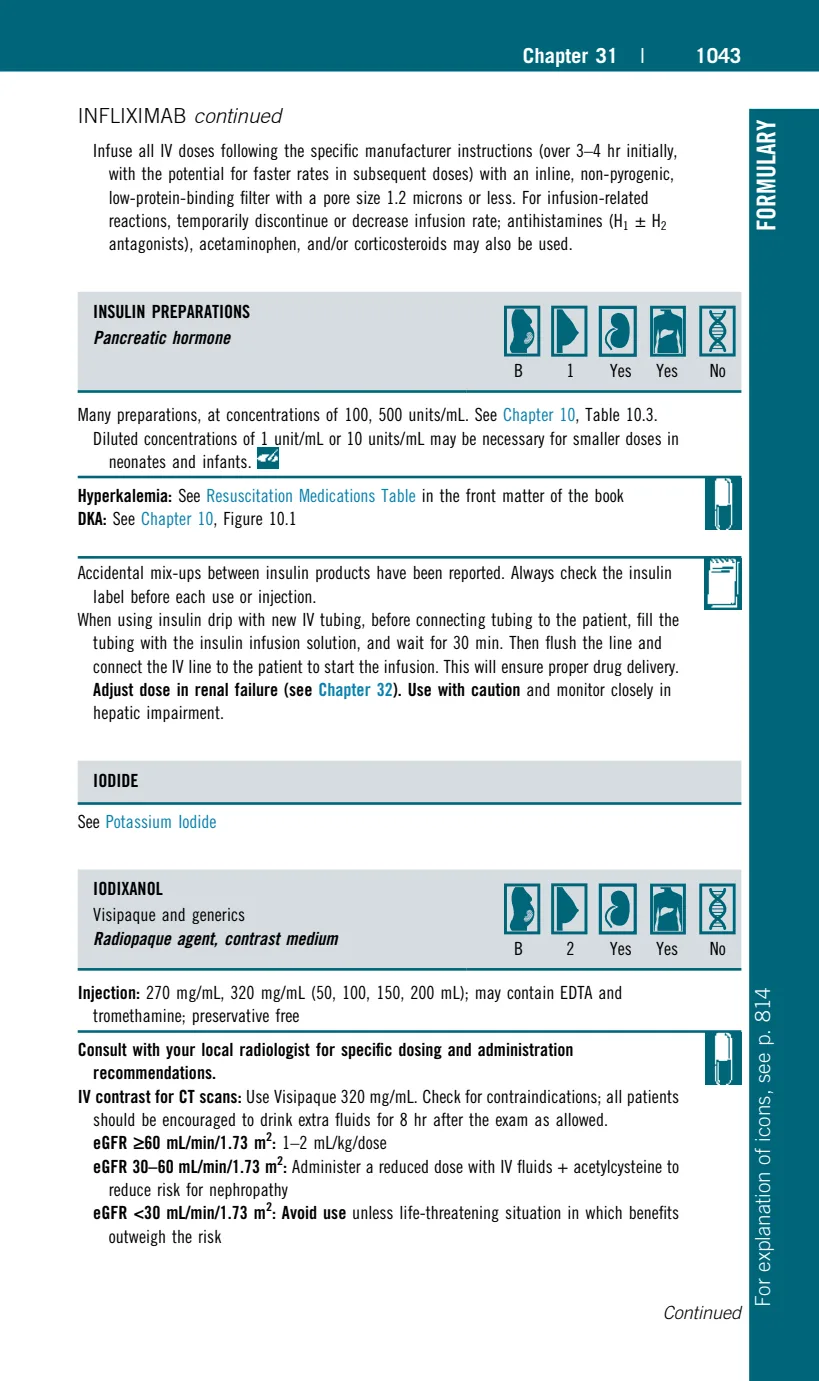 Chapter 31 | 1043
INFLIXIMAB continued
Infuse all IV doses following the specific manufacturer instructions (over 3–4 hr initially,
with the potential for faster rates in subsequent doses) with an inline, non-pyrogenic,
low-protein-binding filter with a pore size 1.2 microns or less. For infusion-related
reactions, temporarily discontinue or decrease infusion rate; antihistamines (H₁ ± H₂
antagonists), acetaminophen, and/or corticosteroids may also be used.
INSULIN PREPARATIONS
Pancreatic hormone
B 1 Yes Yes No
Many preparations, at concentrations of 100, 500 units/mL. See Chapter 10, Table 10.3.
Diluted concentrations of 1 unit/mL or 10 units/mL may be necessary for smaller doses in
neonates and infants.
Hyperkalemia: See Resuscitation Medications Table in the front matter of the book
DKA: See Chapter 10, Figure 10.1
Accidental mix-ups between insulin products have been reported. Always check the insulin
label before each use or injection.
When using insulin drip with new IV tubing, before connecting tubing to the patient, fill the
tubing with the insulin infusion solution, and wait for 30 min. Then flush the line and
connect the IV line to the patient to start the infusion. This will ensure proper drug delivery.
Adjust dose in renal failure (see Chapter 32). Use with caution and monitor closely in
hepatic impairment.
IODIDE
See Potassium Iodide
IODIXANOL
Visipaque and generics
Radiopaque agent, contrast medium
B 2 Yes Yes No
Injection: 270 mg/mL, 320 mg/mL (50, 100, 150, 200 mL); may contain EDTA and
tromethamine; preservative free
Consult with your local radiologist for specific dosing and administration
recommendations.
IV contrast for CT scans: Use Visipaque 320 mg/mL. Check for contraindications; all patients
should be encouraged to drink extra fluids for 8 hr after the exam as allowed.
eGFR ≥60 mL/min/1.73 m²: 1–2 mL/kg/dose
eGFR 30–60 mL/min/1.73 m²: Administer a reduced dose with IV fluids + acetylcysteine to
reduce risk for nephropathy
eGFR <30 mL/min/1.73 m²: Avoid use unless life-threatening situation in which benefits
outweigh the risk
Continued
FORMULARY
For explanation of icons, see p. 814